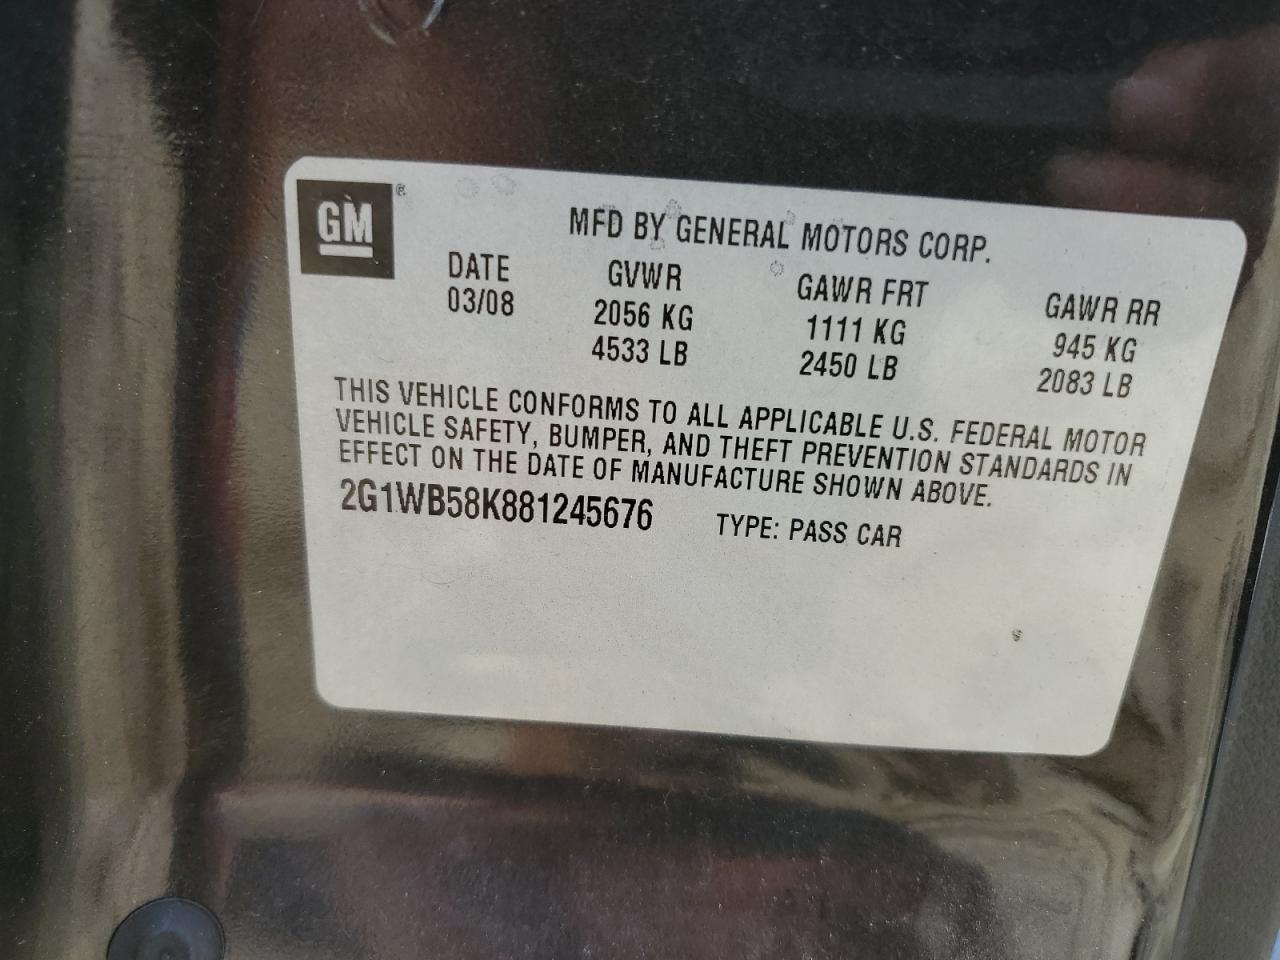 GM®
MFD BY GENERAL MOTORS CORP.
DATE GVWR GAWR FRT GAWR RR
03/08 2056 KG 1111 KG 945 KG
4533 LB 2450 LB 2083 LB
THIS VEHICLE CONFORMS TO ALL APPLICABLE U.S. FEDERAL MOTOR
VEHICLE SAFETY, BUMPER, AND THEFT PREVENTION STANDARDS IN
EFFECT ON THE DATE OF MANUFACTURE SHOWN ABOVE.
2G1WB58K881245676 TYPE: PASS CAR